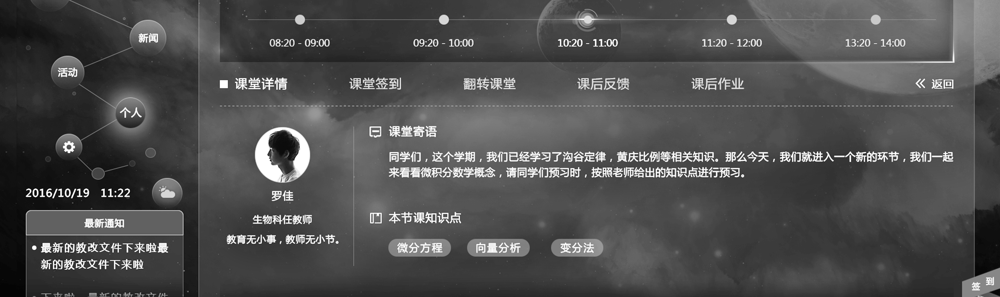 新闻
活动
个人
2016/10/19 11:22
最新通知
最新的教改文件下来啦最
新的教改文件下来啦
下来啦，最新的教改文件
08:20 - 09:00
09:20 - 10:00
10:20 - 11:00
11:20 - 12:00
13:20 - 14:00
课堂详情
课堂签到
翻转课堂
课后反馈
课后作业
返回
罗佳
生物科任教师
教育无小事，教师无小节。
课堂寄语
同学们，这个学期，我们已经学习了沟谷定律，黄庆比例等相关知识。那么今天，我们就进入一个新的环节，我们一起
来看看微积分数学概念，请同学们预习时，按照老师给出的知识点进行预习。
本节课知识点
微分方程
向量分析
变分法
签到